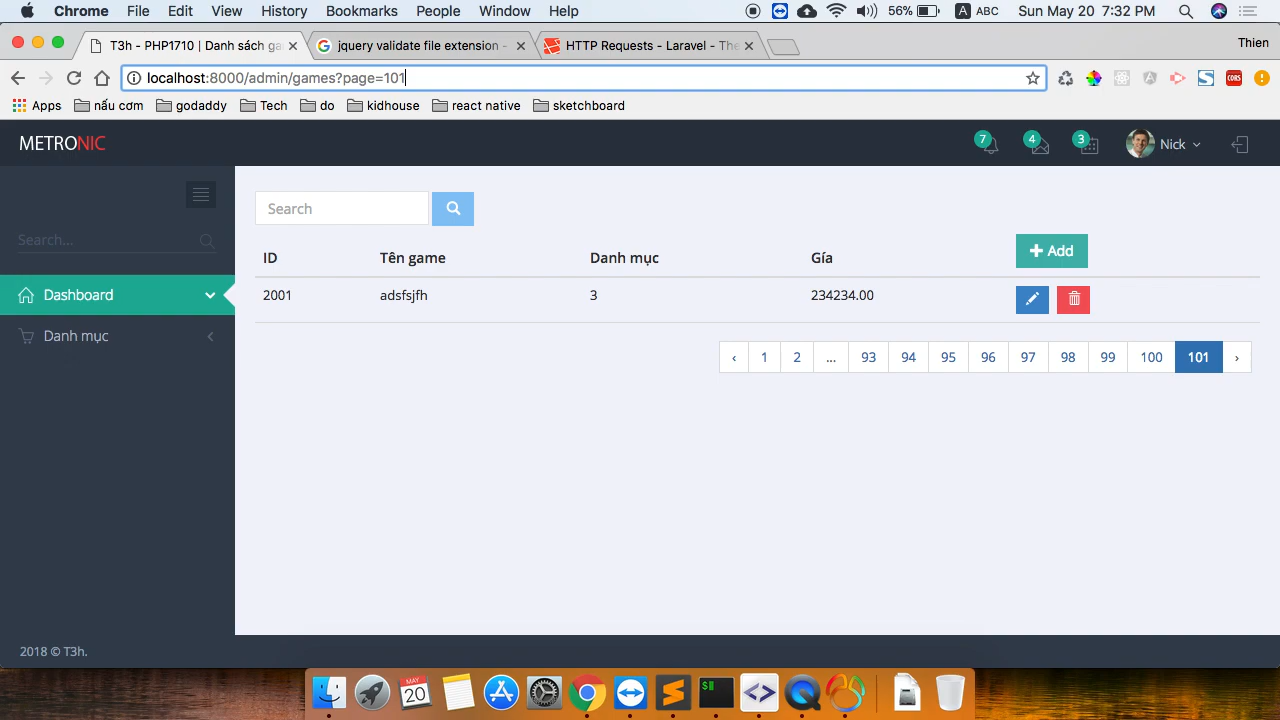 Chrome File Edit View History Bookmarks People Window Help 56% A ABC Sun May 20 7:32 PM
T3h - PHP1710 | Danh sách ga jquery validate file extension - HTTP Requests - Laravel - The Thien
localhost:8000/admin/games?page=101 CORS
Apps nấu cơm godaddy Tech do kidhouse react native sketchboard
METRONIC 7 4 3 Nick
Search
Search...
ID Tên game Danh mục Gía Add
Dashboard 2001 adsfsjfh 3 234234.00
Danh mục
‹ 1 2 ... 93 94 95 96 97 98 99 100 101 ›
2018 © T3h.
MAY
20